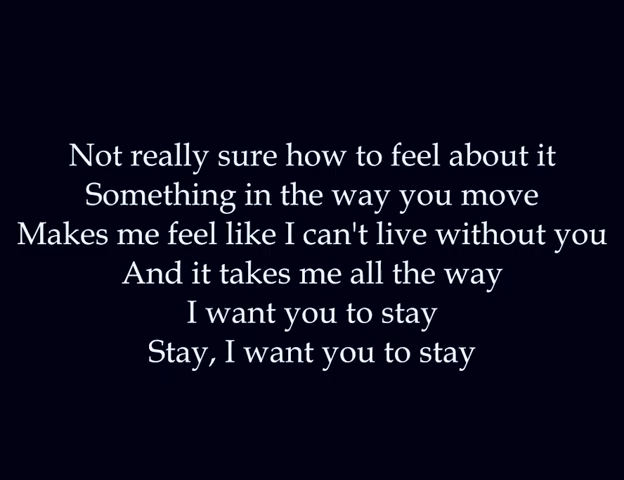 Not really sure how to feel about it
Something in the way you move
Makes me feel like I can't live without you
And it takes me all the way
I want you to stay
Stay, I want you to stay